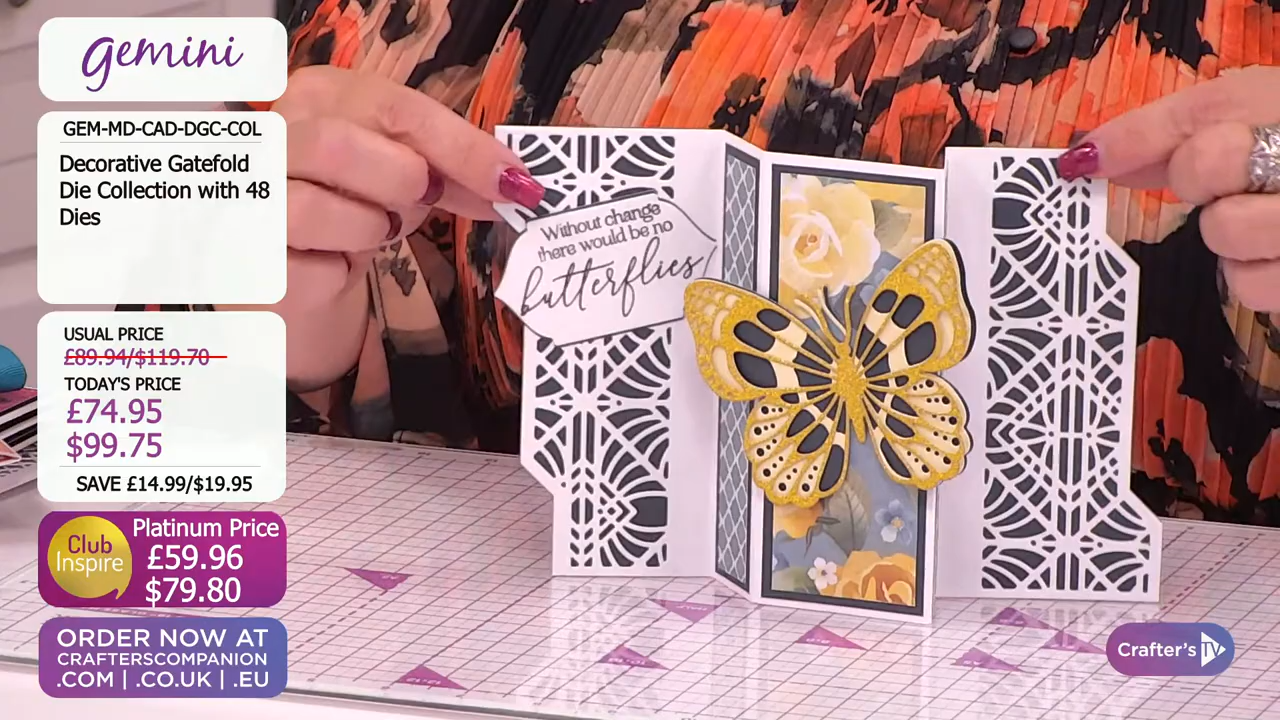 gemini
GEM-MD-CAD-DGC-COL
Decorative Gatefold
Die Collection with 48
Dies
USUAL PRICE
£89.94/$119.70
TODAY'S PRICE
£74.95
$99.75
SAVE £14.99/$19.95
Club
Inspire
Platinum Price
£59.96
$79.80
ORDER NOW AT
CRAFTERSCOMPANION
.COM | .CO.UK | .EU
Without change
there would be no
butterflies
Crafter's TV